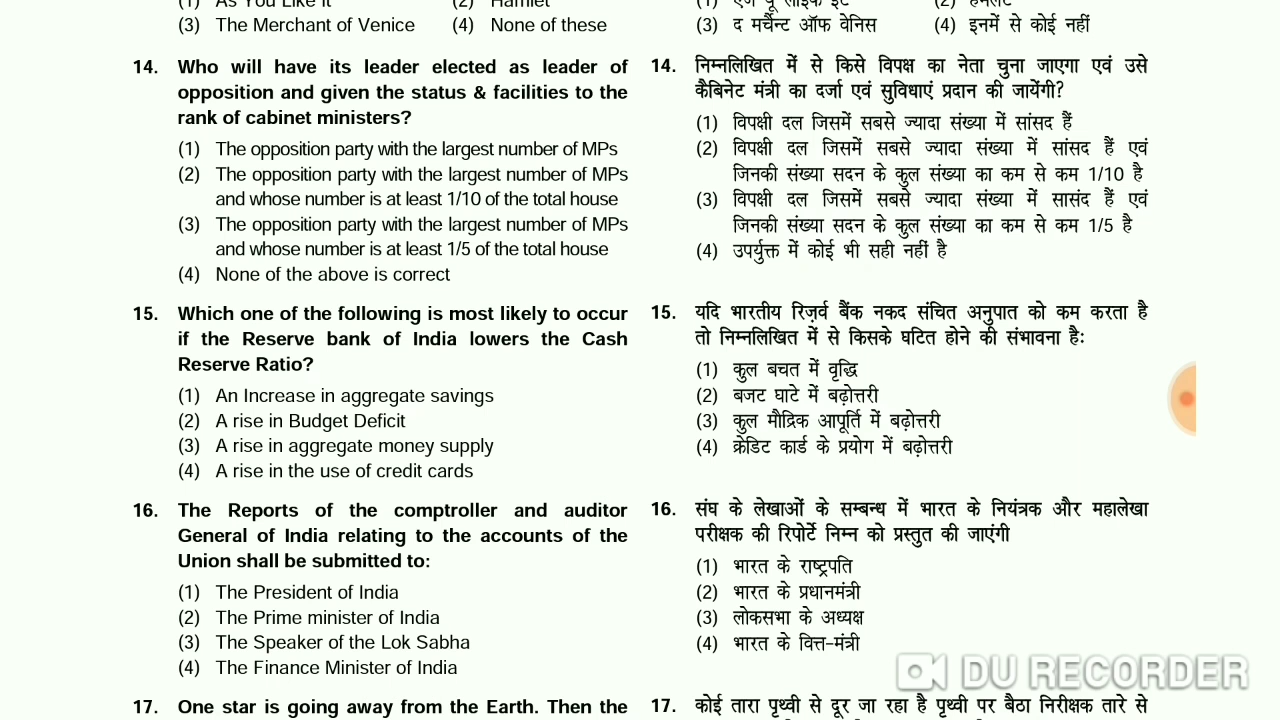 (1) As You Like It (2) Hamlet
(3) The Merchant of Venice (4) None of these
14. Who will have its leader elected as leader of
opposition and given the status & facilities to the
rank of cabinet ministers?
(1) The opposition party with the largest number of MPs
(2) The opposition party with the largest number of MPs
and whose number is at least 1/10 of the total house
(3) The opposition party with the largest number of MPs
and whose number is at least 1/5 of the total house
(4) None of the above is correct
15. Which one of the following is most likely to occur
if the Reserve bank of India lowers the Cash
Reserve Ratio?
(1) An Increase in aggregate savings
(2) A rise in Budget Deficit
(3) A rise in aggregate money supply
(4) A rise in the use of credit cards
16. The Reports of the comptroller and auditor
General of India relating to the accounts of the
Union shall be submitted to:
(1) The President of India
(2) The Prime minister of India
(3) The Speaker of the Lok Sabha
(4) The Finance Minister of India
17. One star is going away from the Earth. Then the
(1) एज यू लाइक इट (2) हैमलेट
(3) द मर्चैन्ट ऑफ वेनिस (4) इनमें से कोई नहीं
14. निम्नलिखित में से किसे विपक्ष का नेता चुना जाएगा एवं उसे
कैबिनेट मंत्री का दर्जा एवं सुविधाएं प्रदान की जायेंगी?
(1) विपक्षी दल जिसमें सबसे ज्यादा संख्या में सांसद हैं
(2) विपक्षी दल जिसमें सबसे ज्यादा संख्या में सांसद हैं एवं
जिनकी संख्या सदन के कुल संख्या का कम से कम 1/10 है
(3) विपक्षी दल जिसमें सबसे ज्यादा संख्या में सासंद हैं एवं
जिनकी संख्या सदन के कुल संख्या का कम से कम 1/5 है
(4) उपर्युक्त में कोई भी सही नहीं है
15. यदि भारतीय रिज़र्व बैंक नकद संचित अनुपात को कम करता है
तो निम्नलिखित में से किसके घटित होने की संभावना है:
(1) कुल बचत में वृद्धि
(2) बजट घाटे में बढ़ोत्तरी
(3) कुल मौद्रिक आपूर्ति में बढ़ोत्तरी
(4) क्रेडिट कार्ड के प्रयोग में बढ़ोत्तरी
16. संघ के लेखाओं के सम्बन्ध में भारत के नियंत्रक और महालेखा
परीक्षक की रिपोर्टे निम्न को प्रस्तुत की जाएंगी
(1) भारत के राष्ट्रपति
(2) भारत के प्रधानमंत्री
(3) लोकसभा के अध्यक्ष
(4) भारत के वित्त-मंत्री
17. कोई तारा पृथ्वी से दूर जा रहा है पृथ्वी पर बैठा निरीक्षक तारे से
DU RECORDER